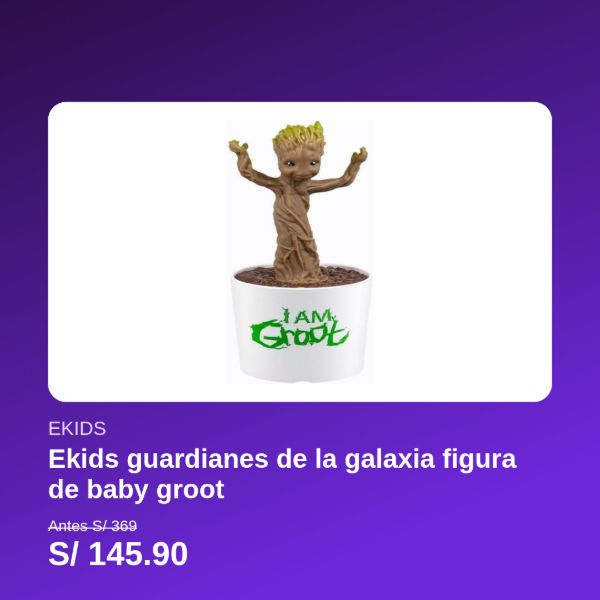 I AM
Groot
EKIDS
Ekids guardianes de la galaxia figura
de baby groot
Antes S/ 369
S/ 145.90